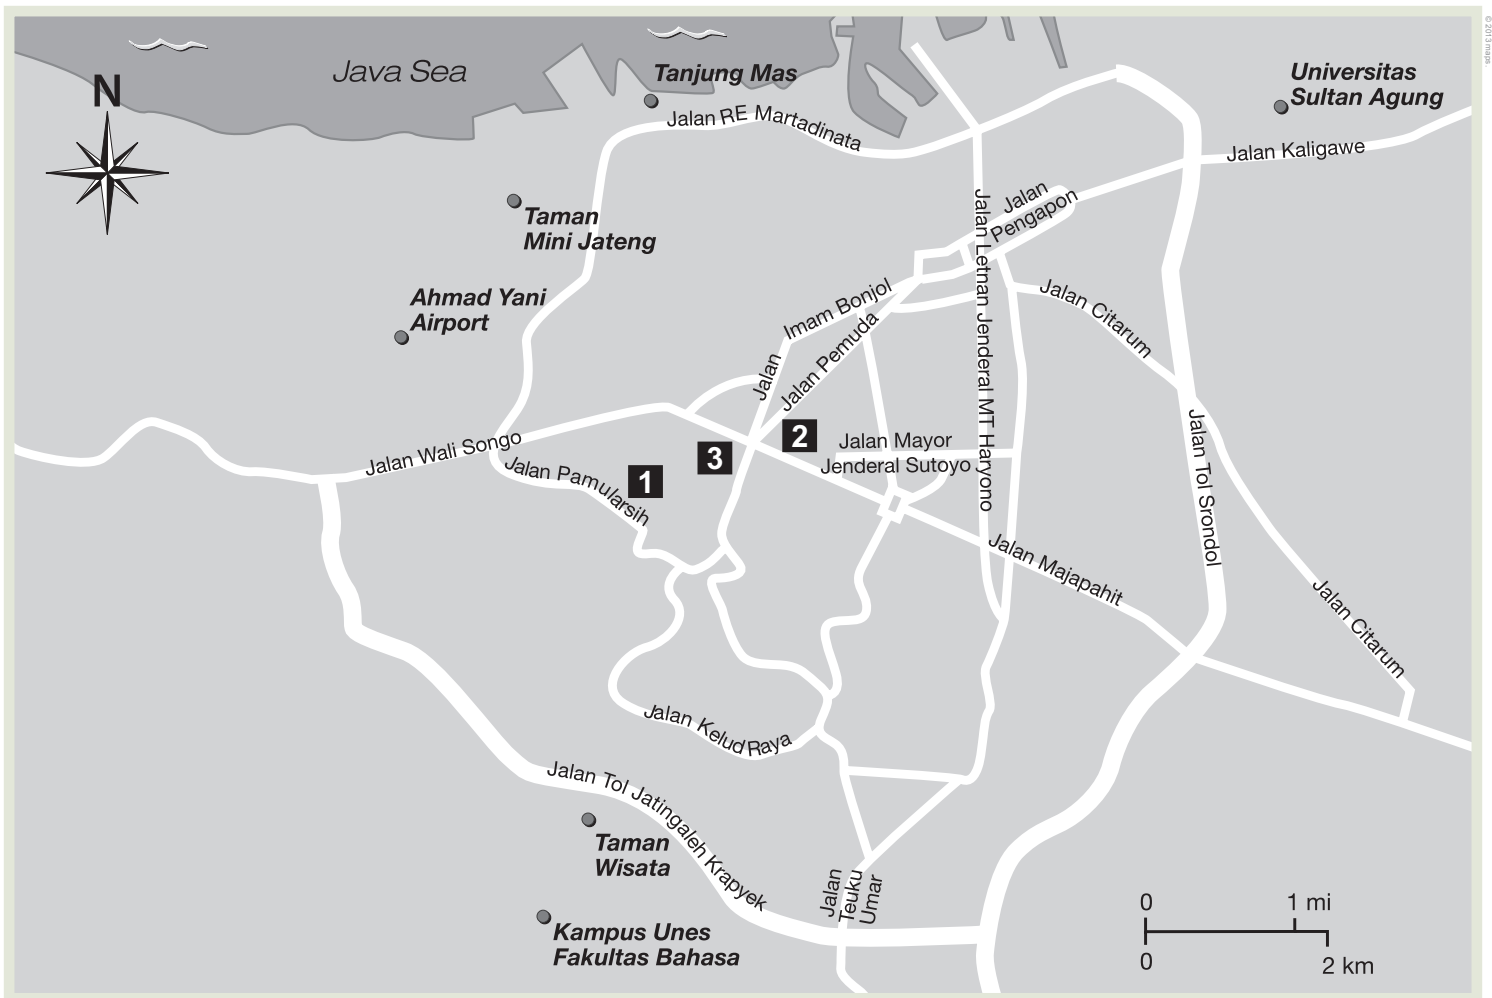 © 2013 maps.
Java Sea
N
Tanjung Mas
Universitas
Sultan Agung
Jalan RE Martadinata
Jalan Kaligawe
Taman
Mini Jateng
Jalan
Pengapon
Jalan Letnan Jenderal MT Haryono
Ahmad Yani
Airport
Jalan Imam Bonjol
Jalan Pemuda
Jalan Citarum
Jalan Wali Songo
Jalan Pamularsih
1
3
2
Jalan Mayor
Jenderal Sutoyo
Jalan Tol Srondol
Jalan Majapahit
Jalan Citarum
Jalan Kelud Raya
Jalan Tol Jatingaleh Krapyek
Taman
Wisata
Jalan
Teuku
Umar
Kampus Unes
Fakultas Bahasa
0 1 mi
0 2 km